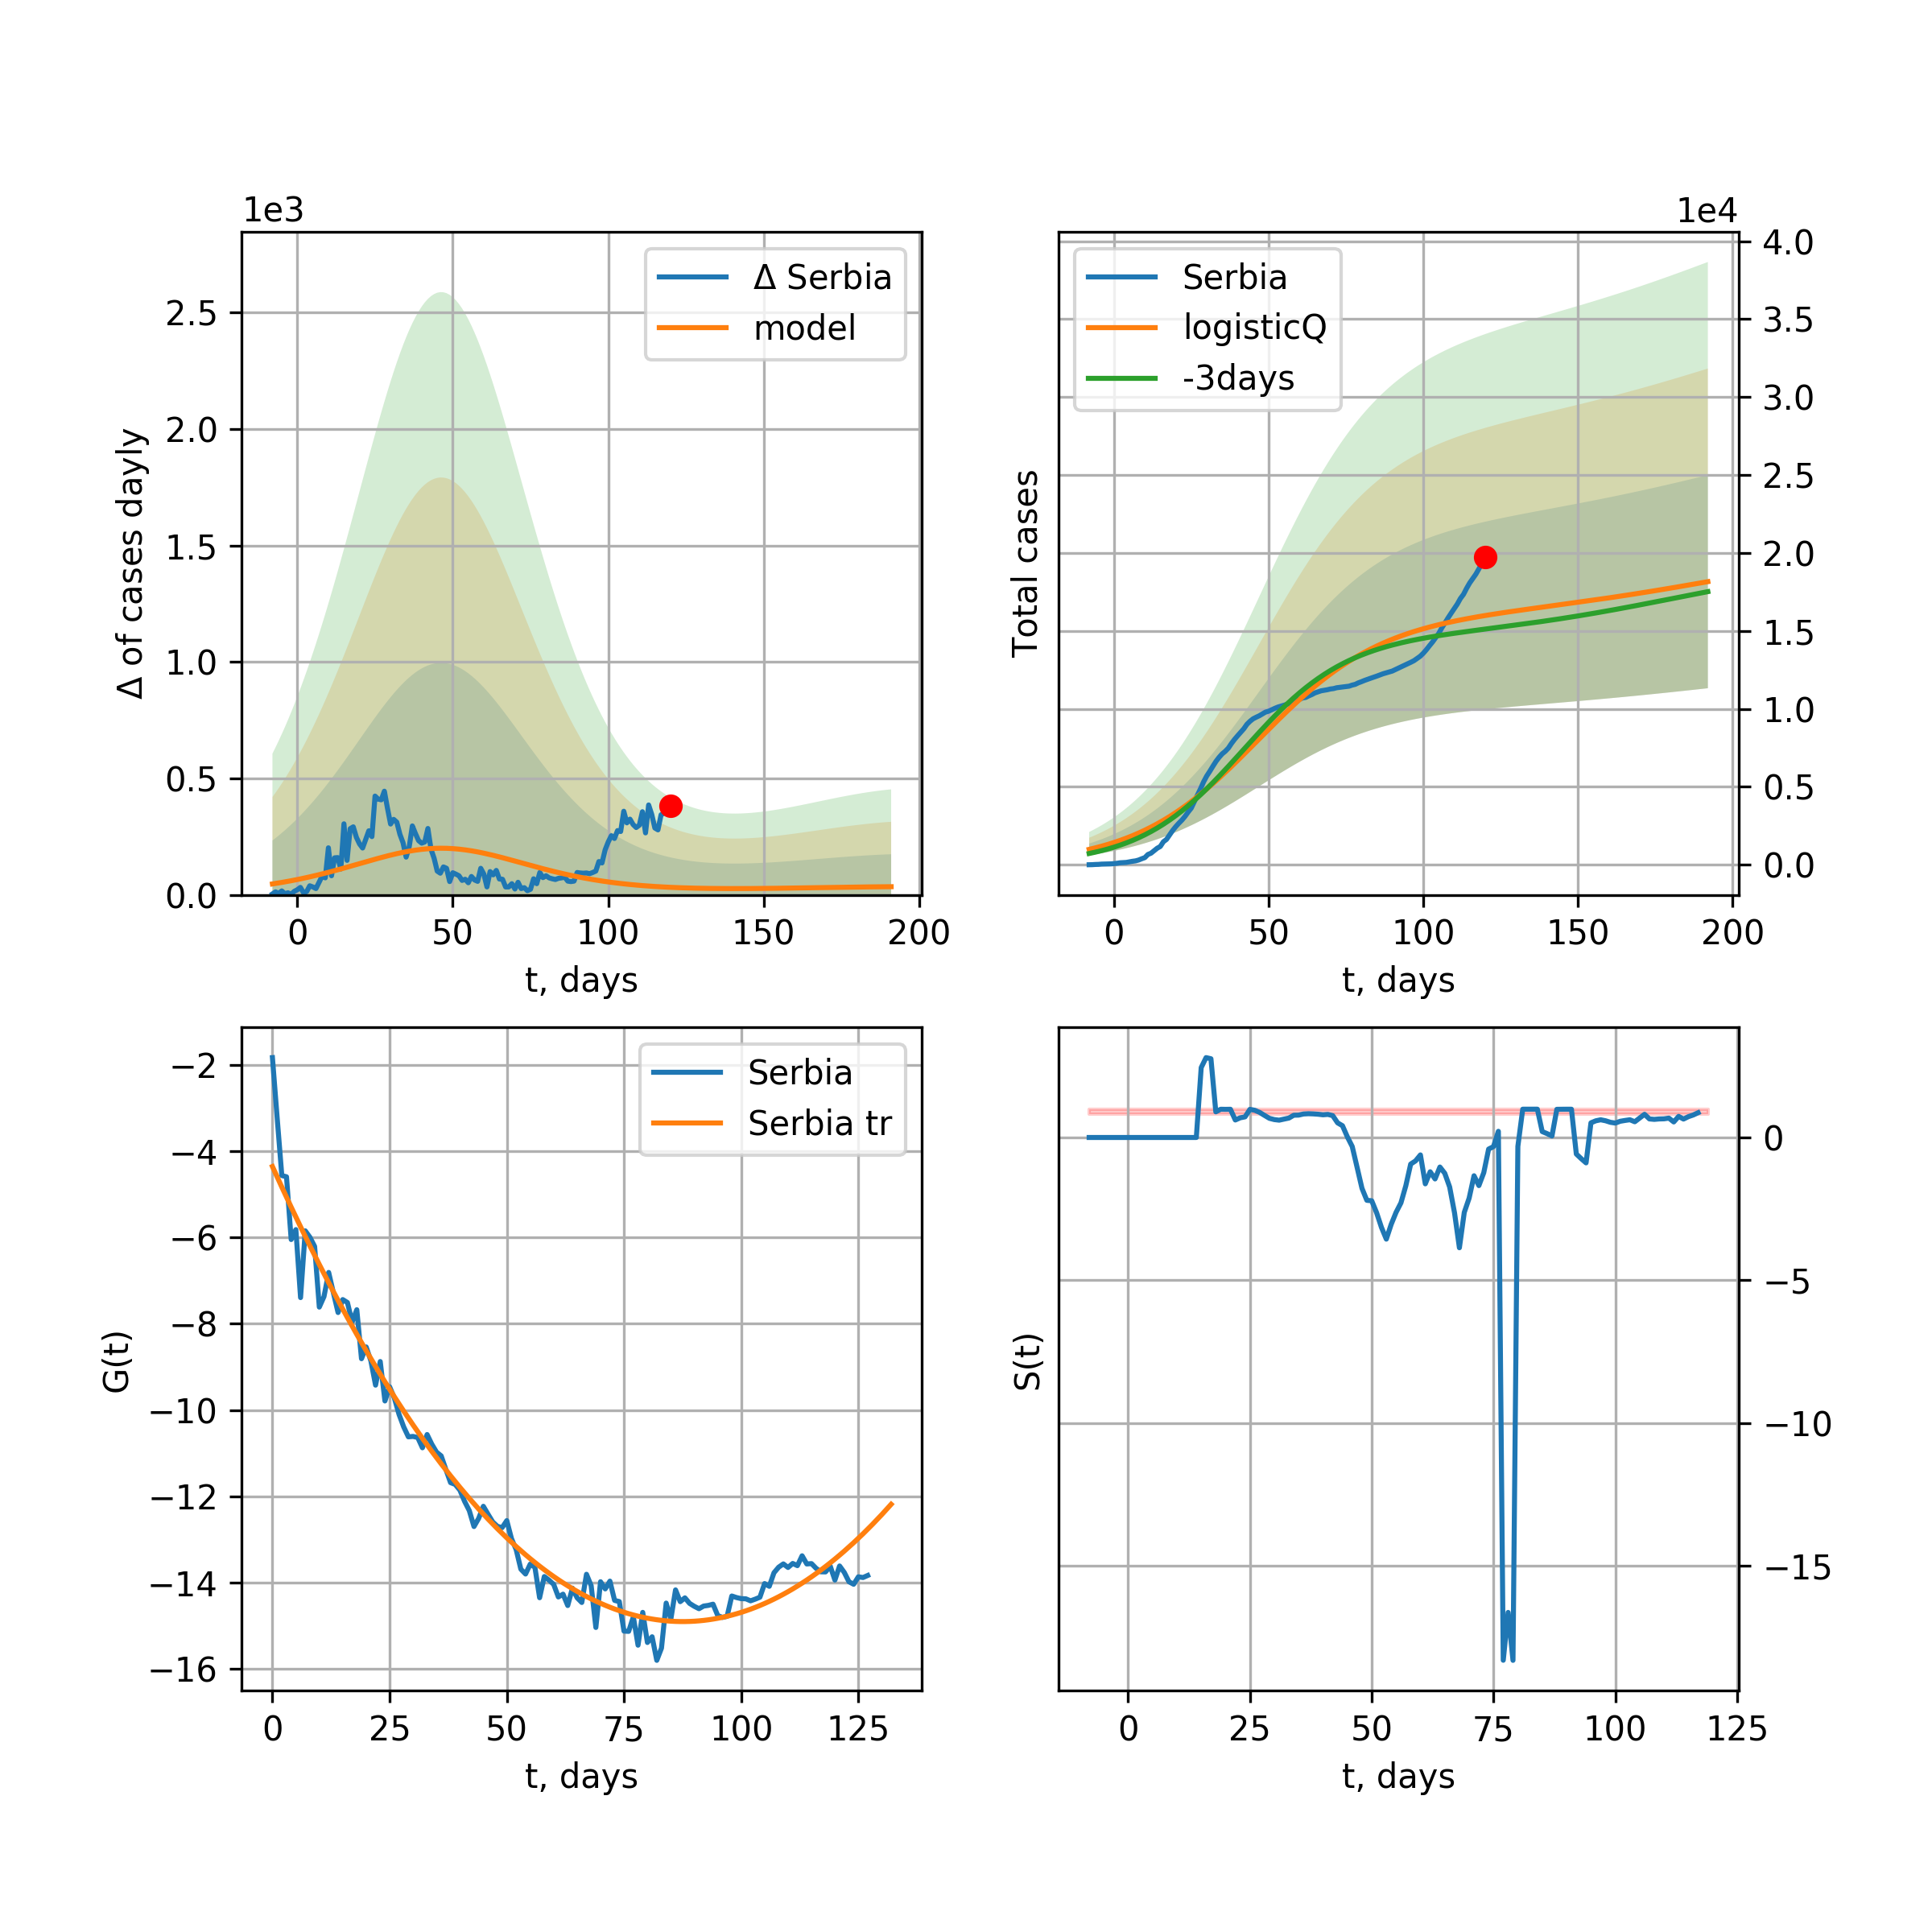 1e3
Δ of cases dayly
2.5
2.0
1.5
1.0
0.5
0.0
Δ Serbia
model
0 50 100 150 200
t, days
1e4
Total cases
Serbia
logisticQ
-3days
4.0
3.5
3.0
2.5
2.0
1.5
1.0
0.5
0.0
0 50 100 150 200
t, days
G(t)
−2
−4
−6
−8
−10
−12
−14
−16
Serbia
Serbia tr
0 25 50 75 100 125
t, days
S(t)
0
−5
−10
−15
0 25 50 75 100 125
t, days